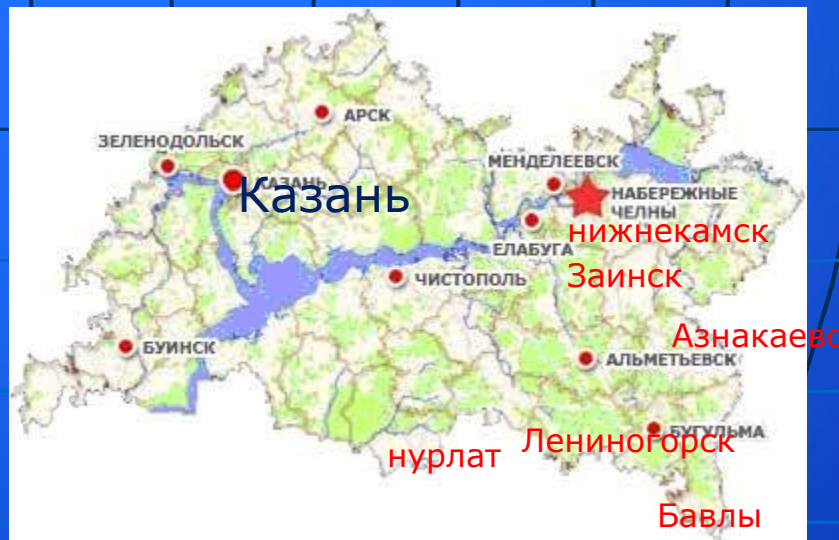 АРСК
ЗЕЛЕНОДОЛЬСК
МЕНДЕЛЕЕВСК
КАЗАНЬ
Казань
НАБЕРЕЖНЫЕ
ЧЕЛНЫ
нижнекамск
ЕЛАБУГА
ЧИСТОПОЛЬ
Заинск
Азнакаево
БУИНСК
АЛЬМЕТЬЕВСК
БУГУЛЬМА
Лениногорск
нурлат
Бавлы